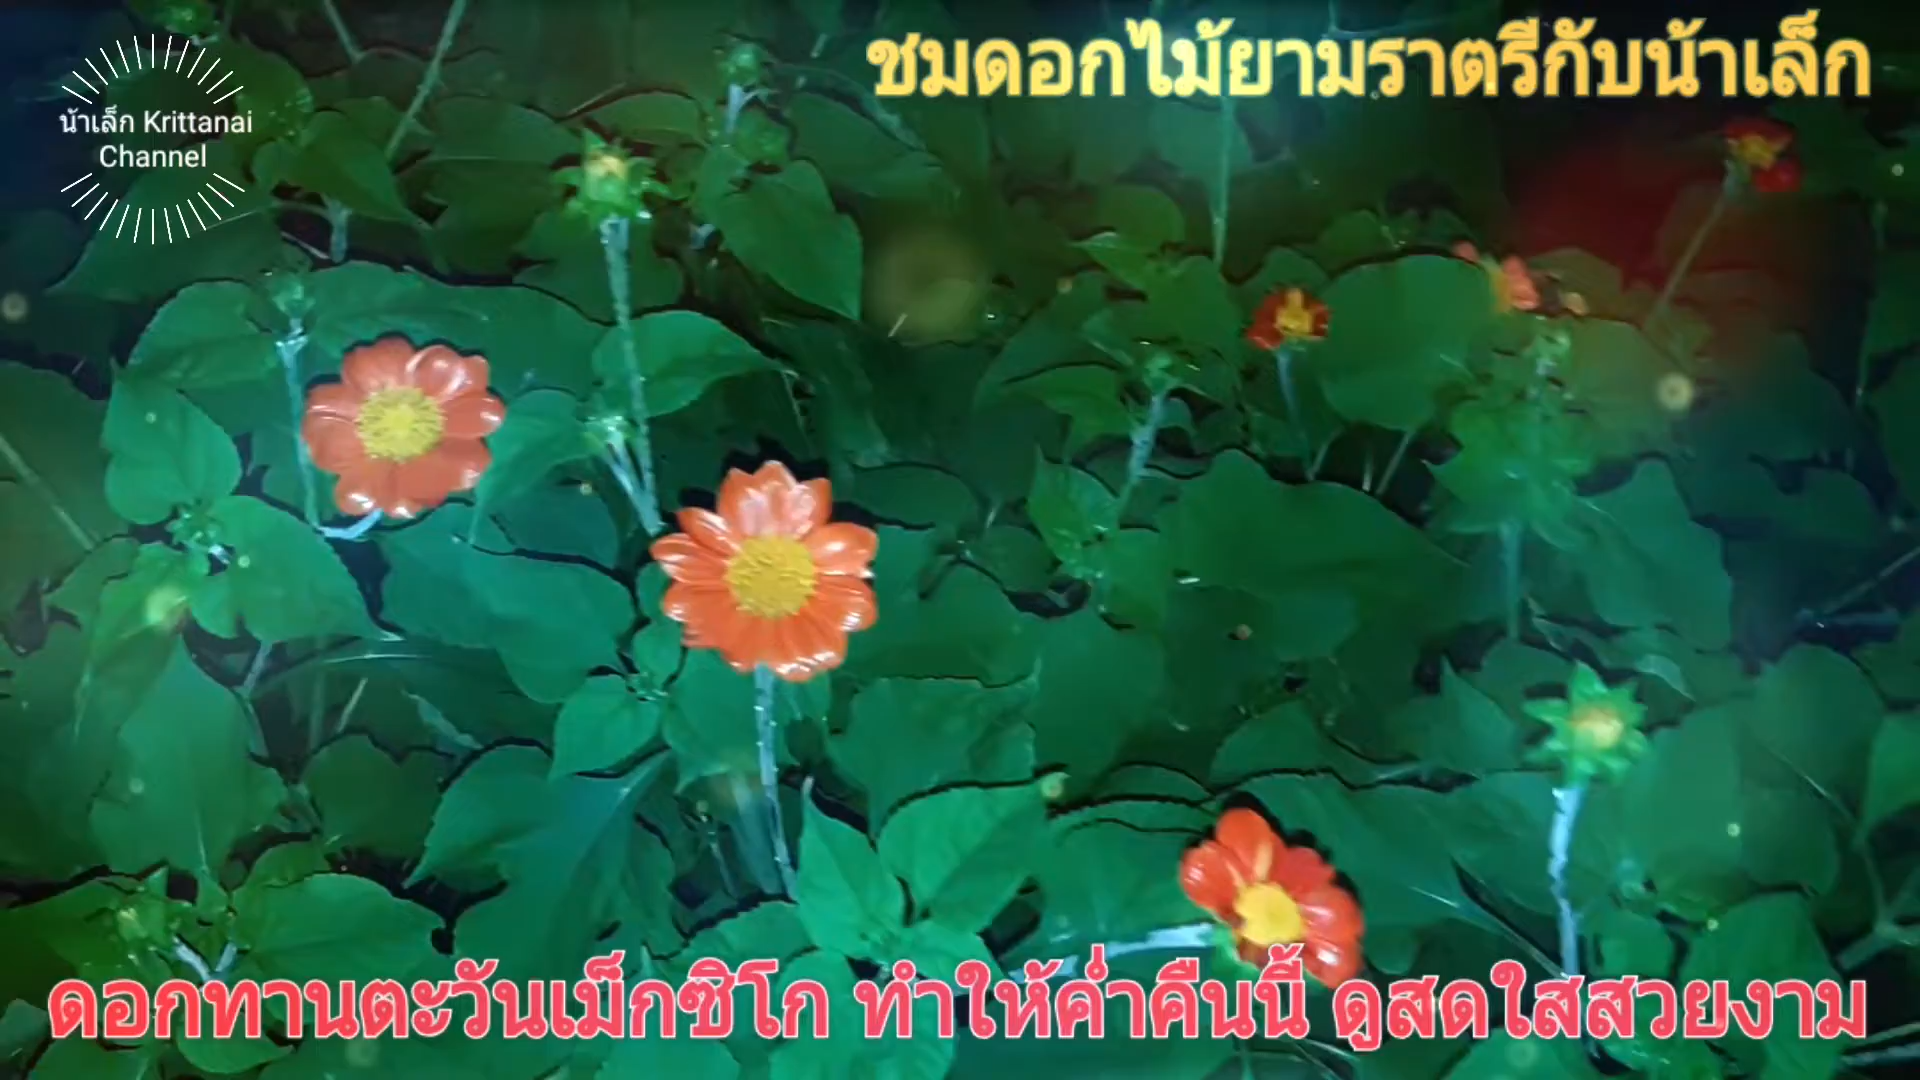 ชมดอกไม้ยามราตรีกับน้าเล็ก
น้าเล็ก Krittanai
Channel
ดอกทานตะวันเม็กซิโก ทำให้ค่ำคืนนี้ ดูสดใสสวยงาม